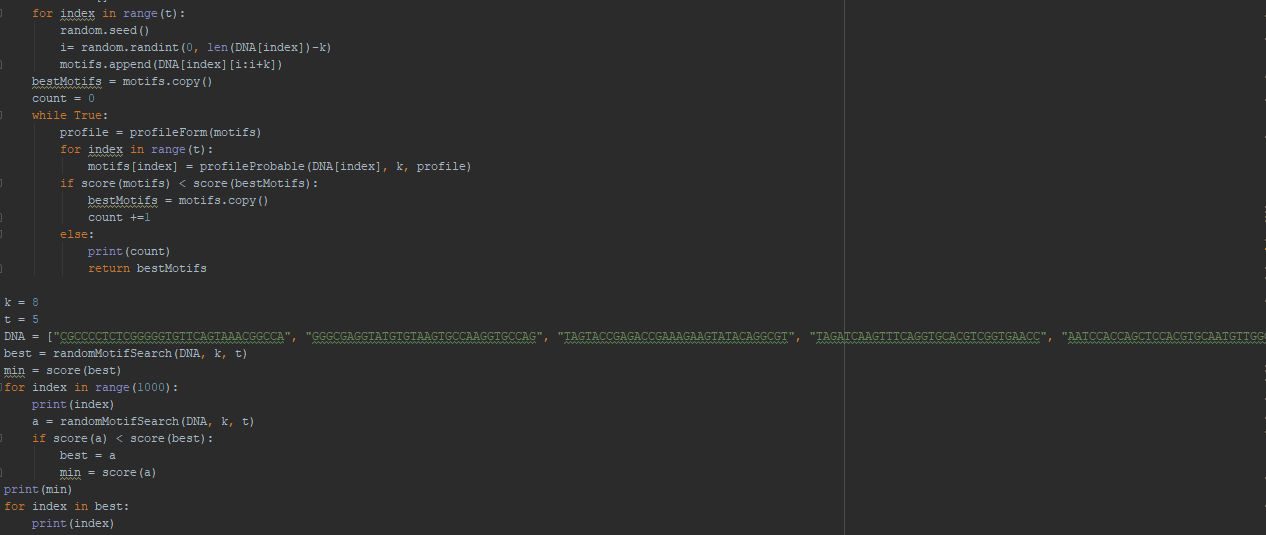 for index in range(t):
random.seed()
i= random.randint(0, len(DNA[index])-k)
motifs.append(DNA[index][i:i+k])
bestMotifs = motifs.copy()
count = 0
while True:
profile = profileForm(motifs)
for index in range(t):
motifs[index] = profileProbable(DNA[index], k, profile)
if score(motifs) < score(bestMotifs):
bestMotifs = motifs.copy()
count +=1
else:
print(count)
return bestMotifs
k = 8
t = 5
DNA = ["CGCCCCTCTCGGGGGTGTTCAGTAAACGGCCA", "GGGCGAGGTATGTGTAAGTGCCAAGGTGCCAG", "TAGTACCGAGACCGAAAGAAGTATACAGGCGT", "TAGATCAAGTTTCAGGTGCACGTCGGTGAACC", "AATCCACCAGCTCCACGTGCAATGTTGG
best = randomMotifSearch(DNA, k, t)
min = score(best)
for index in range(1000):
print(index)
a = randomMotifSearch(DNA, k, t)
if score(a) < score(best):
best = a
min = score(a)
print(min)
for index in best:
print(index)